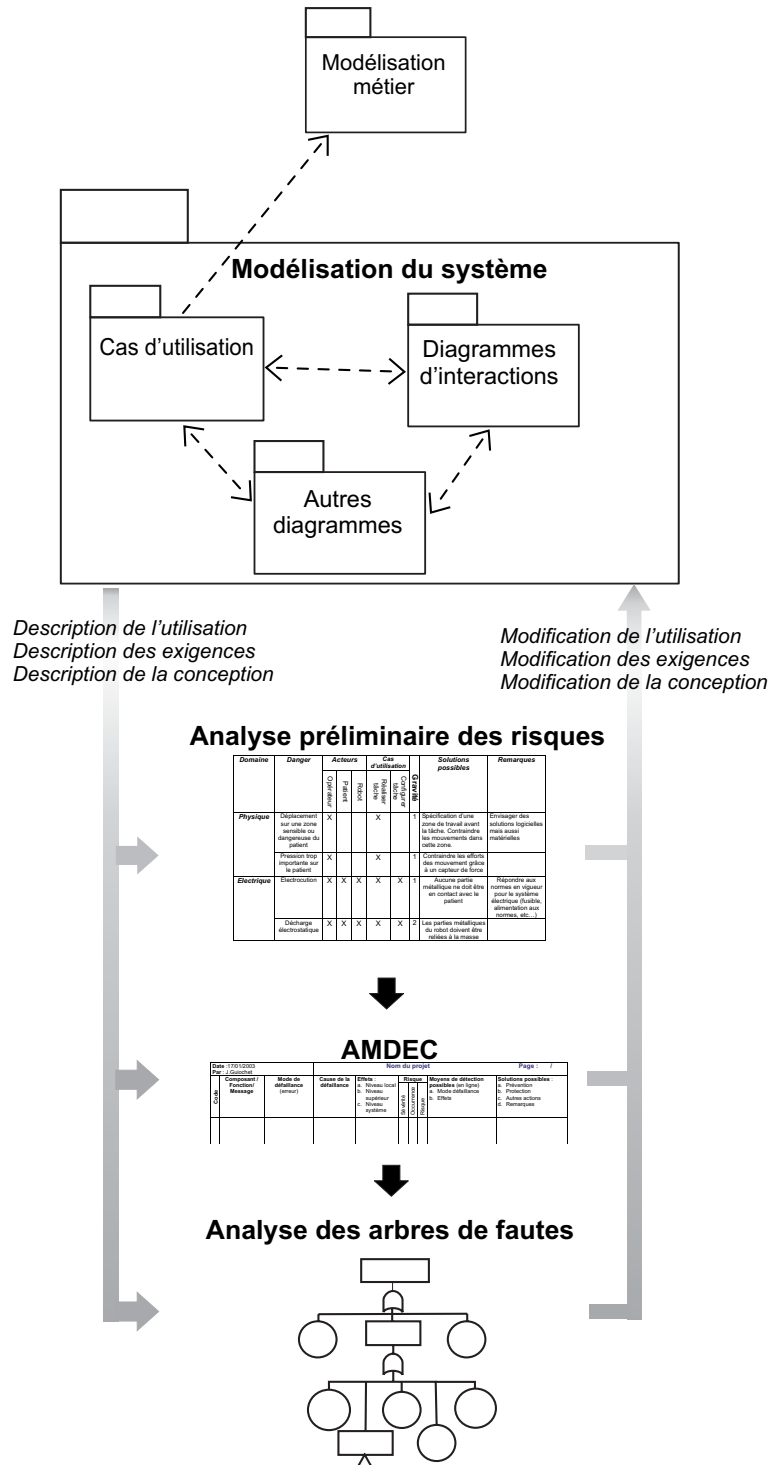 Modélisation
métier
Modélisation du système
Cas d'utilisation
Diagrammes
d'interactions
Autres
diagrammes
Description de l'utilisation
Description des exigences
Description de la conception
Modification de l'utilisation
Modification des exigences
Modification de la conception
Analyse préliminaire des risques
Domaine Danger Acteurs Cas d'utilisation Gravité Solutions possibles Remarques
Opérateur Patient Robot Réaliser tâche Configurer tâche
Physique Déplacement sur une zone sensible ou dangereuse du patient X X 1 Spécification d'une zone de travail avant la tâche. Contraindre les mouvements dans cette zone. Envisager des solutions logicielles mais aussi matérielles
Pression trop importante sur le patient X X 1 Contraindre les efforts des mouvement grâce à un capteur de force
Electrique Electrocution X X X X X 1 Aucune partie métallique ne doit être en contact avec le patient Répondre aux normes en vigueur pour le système électrique (fusible, alimentation aux normes, etc...)
Décharge électrostatique X X X X X 2 Les parties métalliques du robot doivent être reliées à la masse
AMDEC
Date :17/01/2003 Nom du projet Page : /
Par : J.Guiochet
Code Composant / Fonction/ Message Mode de défaillance (erreur) Cause de la défaillance Effets : a. Niveau local b. Niveau supérieur c. Niveau système Risque Sévérité Occurrence Risque Moyens de détection possibles (en ligne) a. Mode défaillance b. Effets Solutions possibles : a. Prévention b. Protection c. Autres actions d. Remarques
Analyse des arbres de fautes